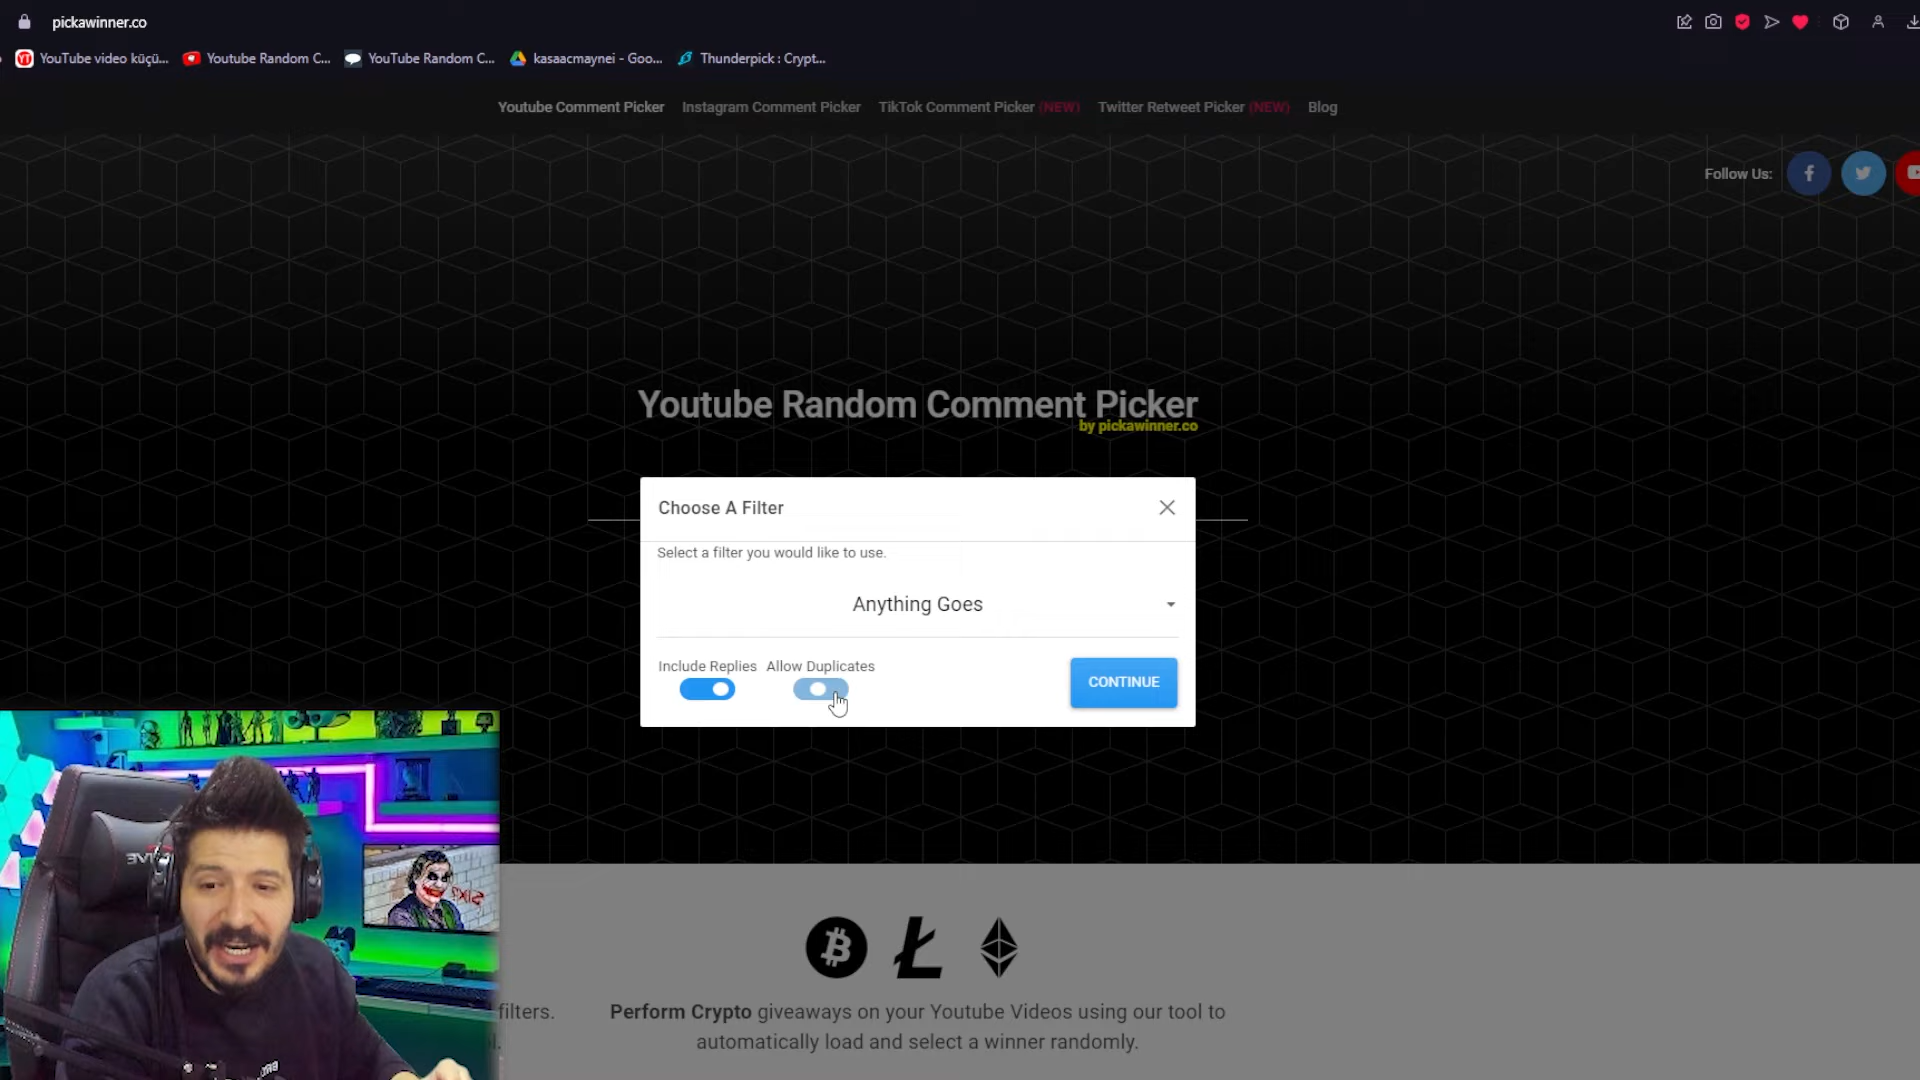 pickawinner.co
YouTube video küçü... Youtube Random C... YouTube Random C... kasaacmaynei - Goo... Thunderpick : Crypt...
Youtube Comment Picker Instagram Comment Picker TikTok Comment Picker (NEW) Twitter Retweet Picker (NEW) Blog
Follow Us:
Youtube Random Comment Picker
by pickawinner.co
Choose A Filter
Select a filter you would like to use.
Anything Goes
Include Replies Allow Duplicates
CONTINUE
filters.
Perform Crypto giveaways on your Youtube Videos using our tool to
automatically load and select a winner randomly.